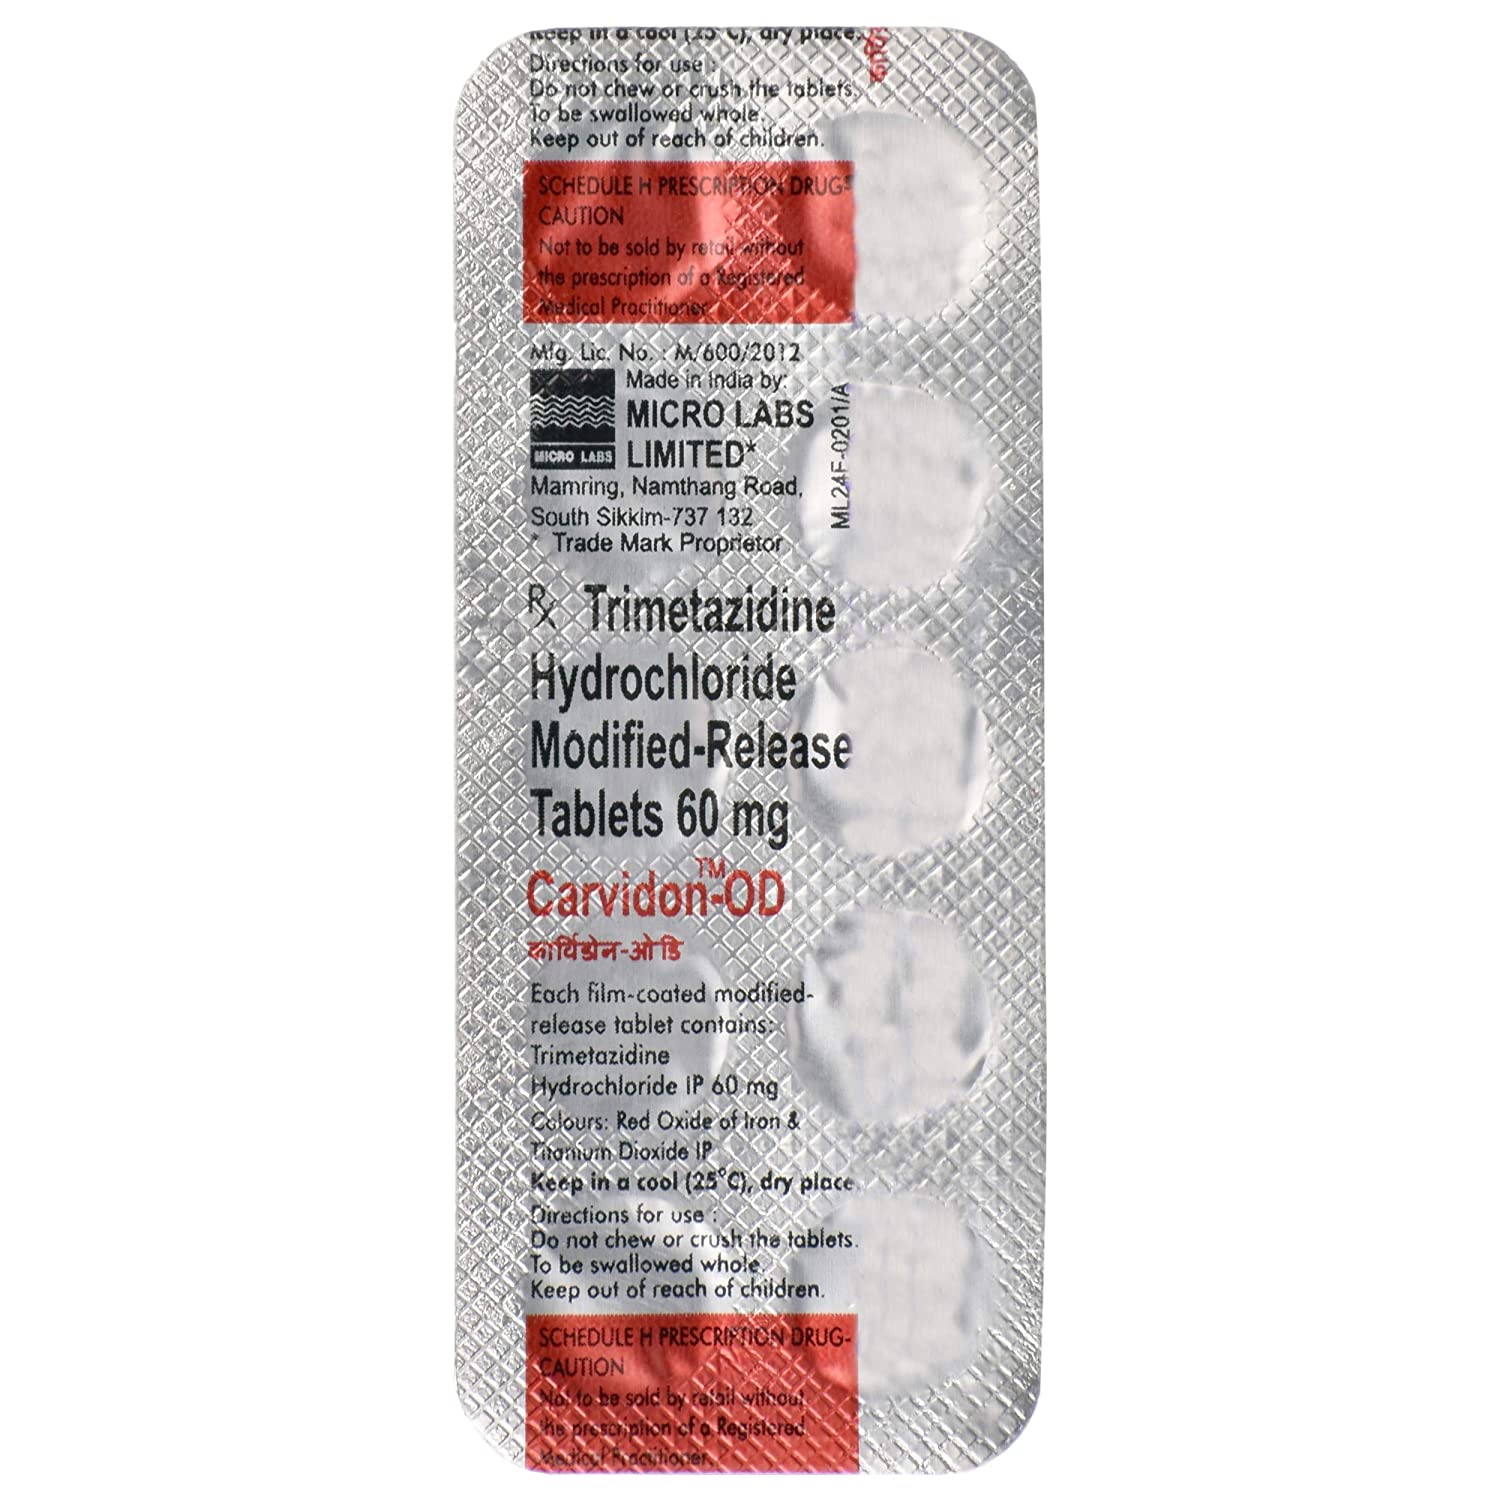 Keep in a cool (25°C), dry place.
Directions for use :
Do not chew or crush the tablets.
To be swallowed whole.
Keep out of reach of children.
SCHEDULE H PRESCRIPTION DRUG-
CAUTION
Not to be sold by retail without
the prescription of a Registered
Medical Practitioner.
Mfg. Lic. No. : M/600/2012
Made in India by:
MICRO LABS
LIMITED*
MICRO LABS
Mamring, Namthang Road,
South Sikkim-737 132
* Trade Mark Proprietor
ML24F-0201/A
Rx Trimetazidine
Hydrochloride
Modified-Release
Tablets 60 mg
Carvidon™-OD
कार्विडोन-ओ डि
Each film-coated modified-
release tablet contains:
Trimetazidine
Hydrochloride IP 60 mg
Colours: Red Oxide of Iron &
Titanium Dioxide IP
Keep in a cool (25°C), dry place.
Directions for use :
Do not chew or crush the tablets.
To be swallowed whole.
Keep out of reach of children.
SCHEDULE H PRESCRIPTION DRUG-
CAUTION
Not to be sold by retail without
the prescription of a Registered
Medical Practitioner.